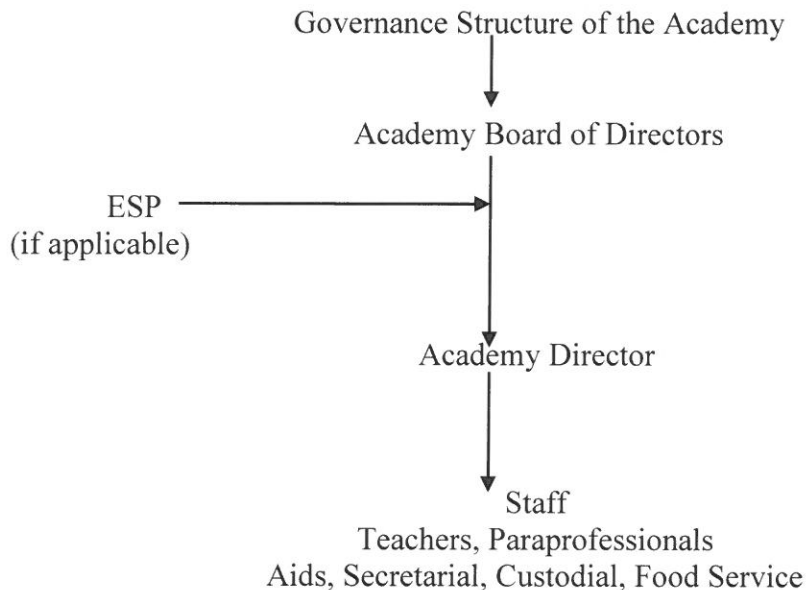 Governance Structure of the Academy
Academy Board of Directors
ESP
(if applicable)
Academy Director
Staff
Teachers, Paraprofessionals
Aids, Secretarial, Custodial, Food Service